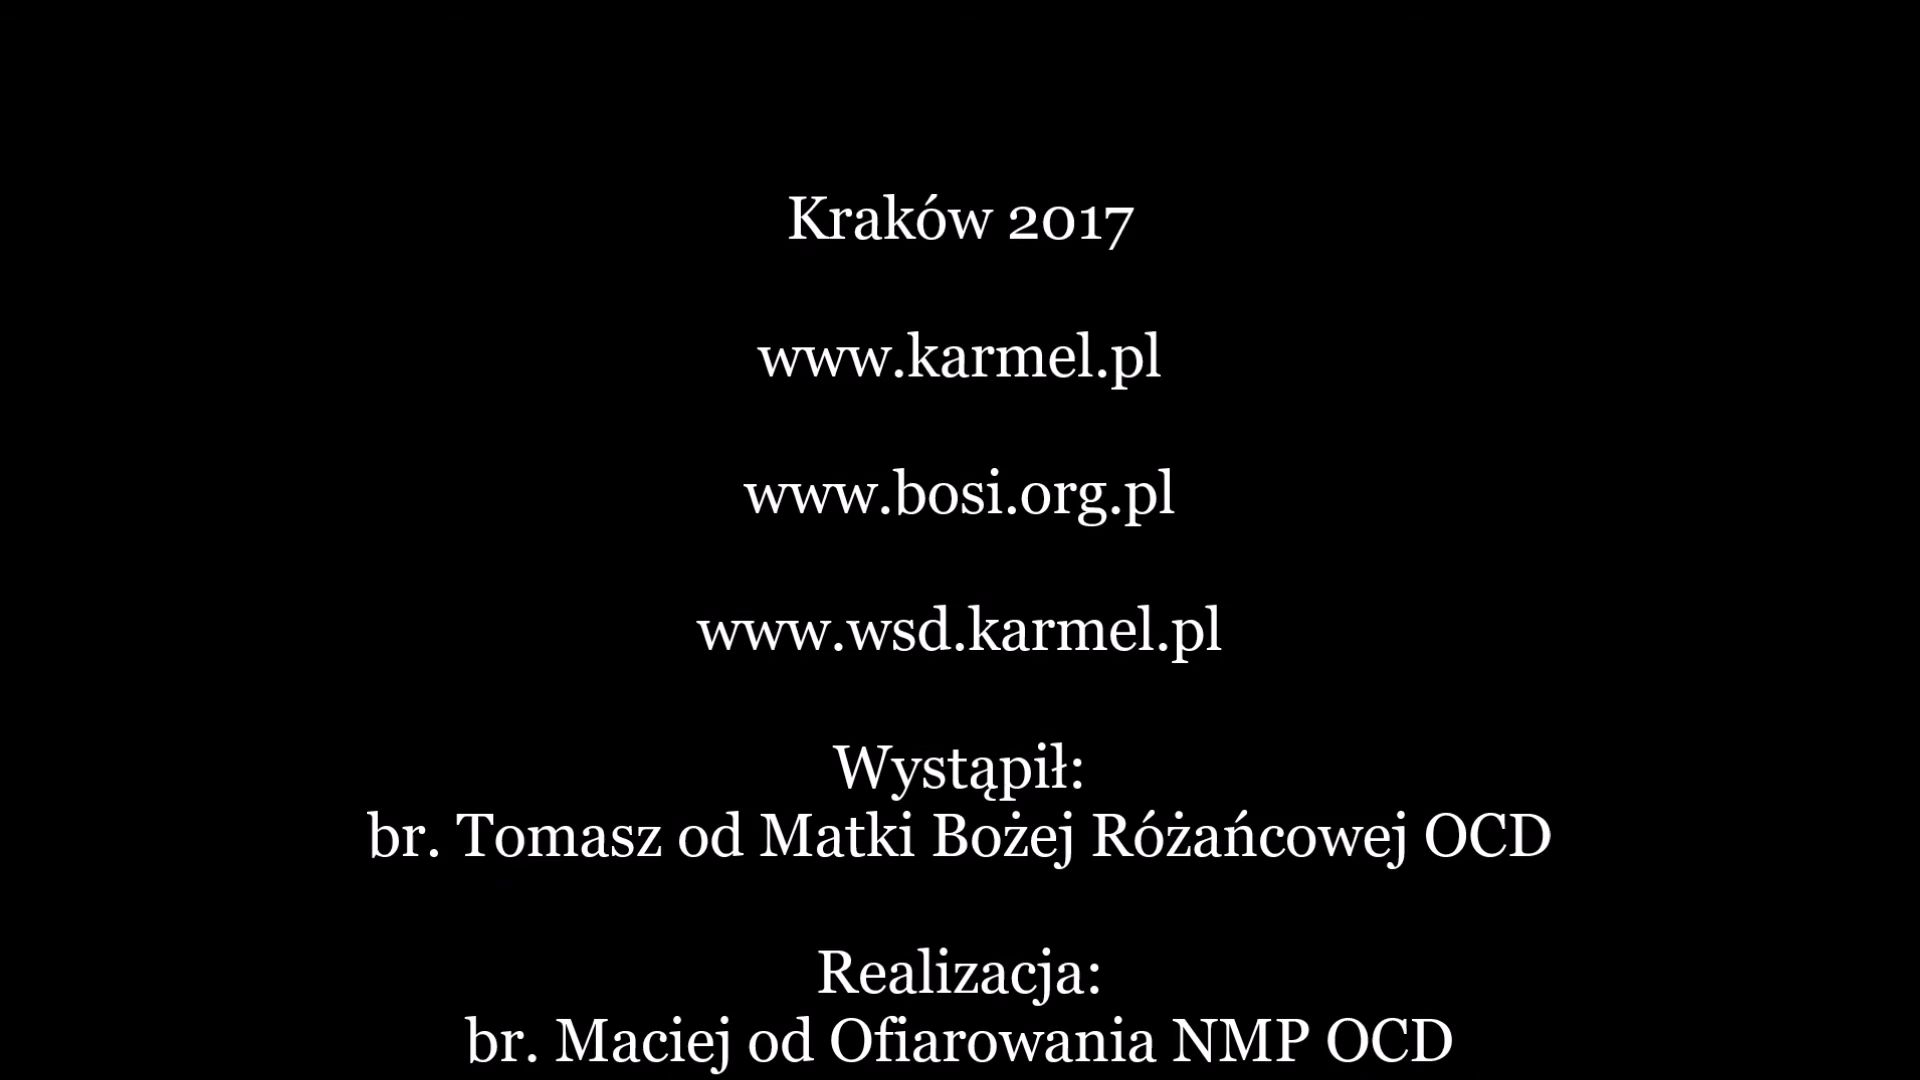 Kraków 2017
www.karmel.pl
www.bosi.org.pl
www.wsd.karmel.pl
Wystąpił:
br. Tomasz od Matki Bożej Różańcowej OCD
Realizacja:
br. Maciej od Ofiarowania NMP OCD